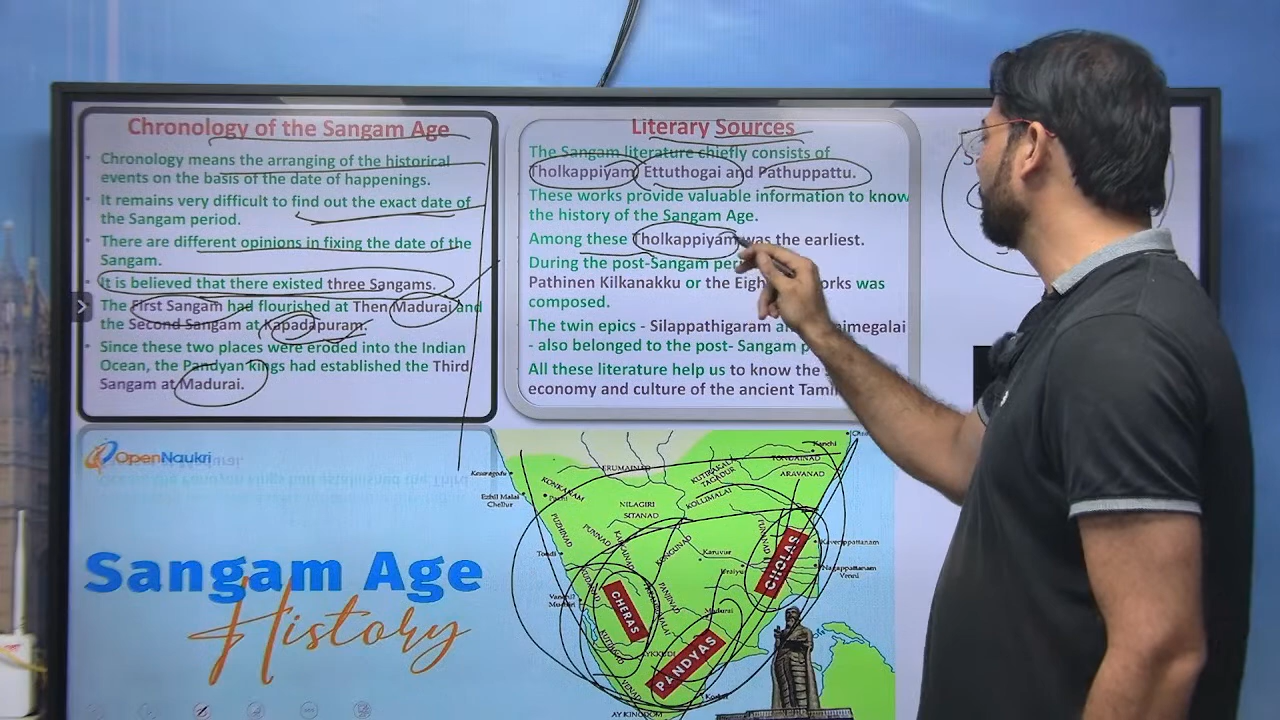 Chronology of the Sangam Age
Chronology means the arranging of the historical
events on the basis of the date of happenings.
It remains very difficult to find out the exact date of
the Sangam period.
There are different opinions in fixing the date of the
Sangam.
It is believed that there existed three Sangams.
The First Sangam had flourished at Then Madurai and
the Second Sangam at Kapadapuram.
Since these two places were eroded into the Indian
Ocean, the Pandyan kings had established the Third
Sangam at Madurai.
Literary Sources
The Sangam literature chiefly consists of
Tholkappiyam Ettuthogai and Pathuppattu.
These works provide valuable information to know
the history of the Sangam Age.
Among these Tholkappiyam was the earliest.
During the post-Sangam
Pathinen Kilkanakku or the was
composed.
The twin epics - Silappathigaram
- also belonged to the post- Sangam
All these literature help us to know the
economy and culture of the ancient
OpenNaukri
Sangam Age
History
Kanchi
Kasaragodu
ERUMAINAD
TONDAINAD
ARAVANAD
KUTIRAKALA
TAGADUR
KOLLIMALAI
KONKANAM
Ezhil Malai
Chellur
NILAGIRI
SITANAD
PUZHINAD
PUNNAD
Tondi
Karuvur
Kaverippattanam
Nagappattanam
CHOLAS
Madurai
CHERAS
PANDYAS
Korkai
AY KINGDOM